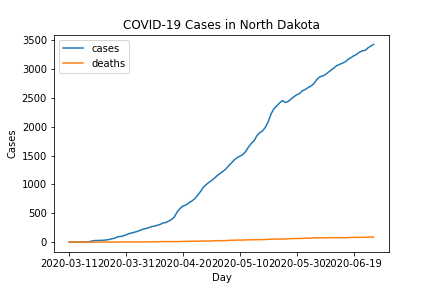 COVID-19 Cases in North Dakota
cases
deaths
3500
3000
2500
2000
1500
1000
500
0
Cases
2020-03-11 2020-03-31 2020-04-20 2020-05-10 2020-05-30 2020-06-19
Day